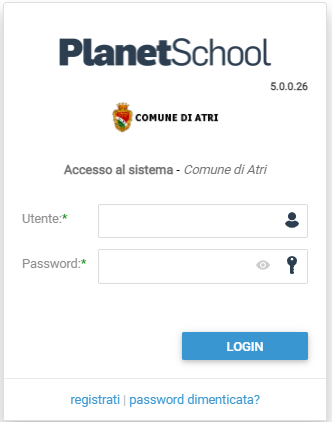 PlanetSchool
5.0.0.26
COMUNE DI ATRI
Accesso al sistema - Comune di Atri
Utente:*
Password:*
LOGIN
registrati | password dimenticata?